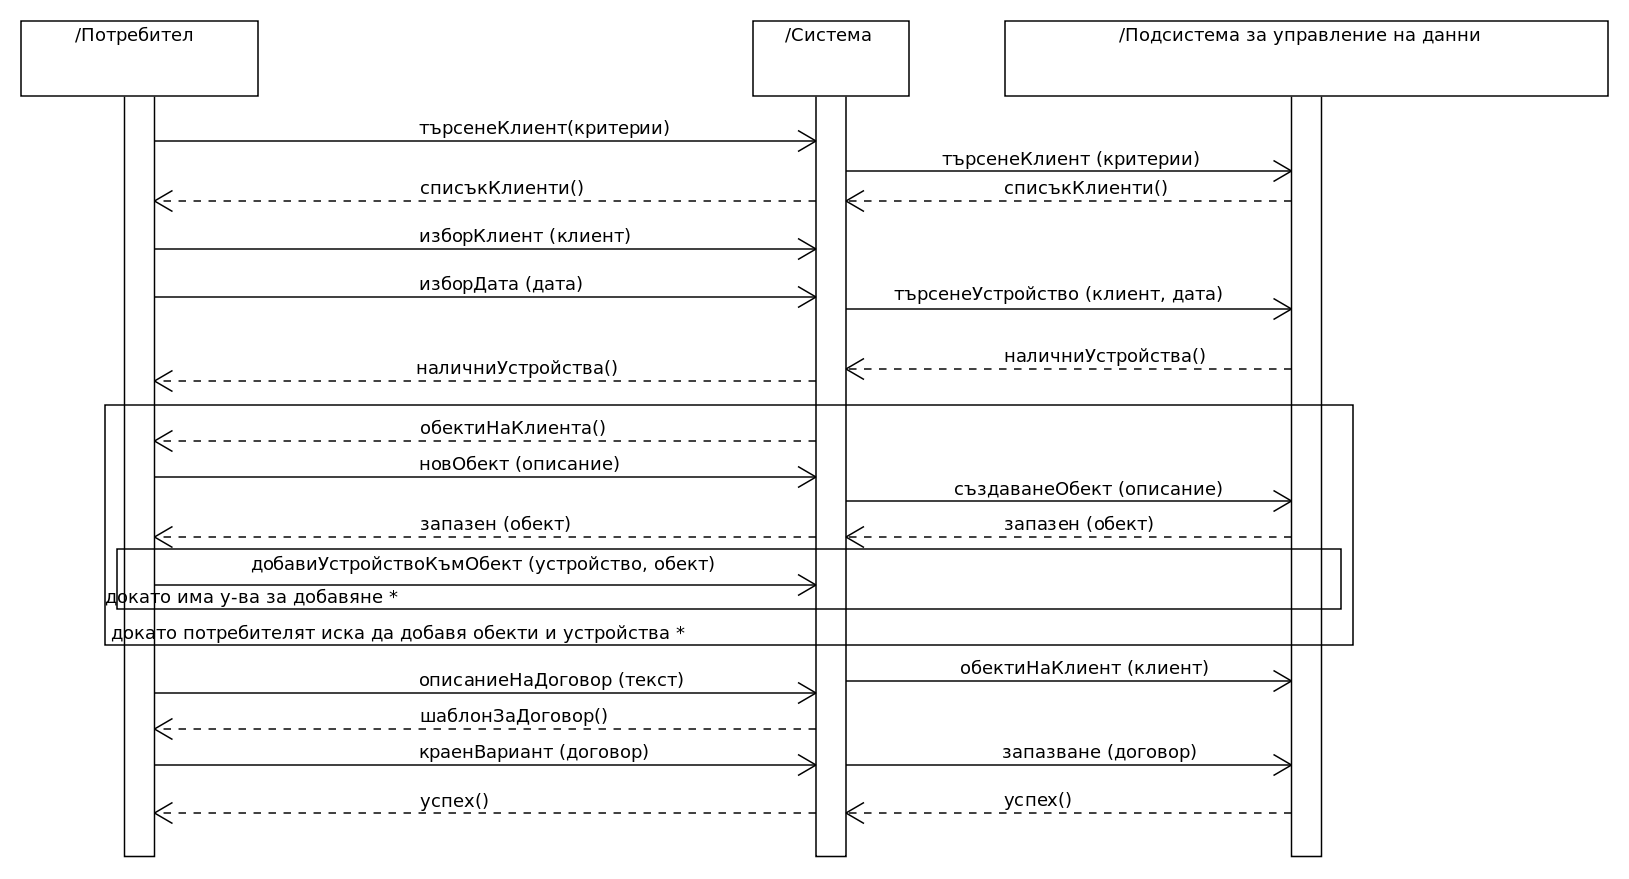 /Потребител
/Система
/Подсистема за управление на данни
търсенеКлиент(критерии)
търсенеКлиент (критерии)
списъкКлиенти()
списъкКлиенти()
изборКлиент (клиент)
изборДата (дата)
търсенеУстройство (клиент, дата)
наличниУстройства()
наличниУстройства()
обектиНаКлиента()
новОбект (описание)
създаванеОбект (описание)
запазен (обект)
запазен (обект)
добавиУстройствоКъмОбект (устройство, обект)
докато има у-ва за добавяне *
докато потребителят иска да добавя обекти и устройства *
обектиНаКлиент (клиент)
описаниеНаДоговор (текст)
шаблонЗаДоговор()
краенВариант (договор)
запазване (договор)
успех()
успех()